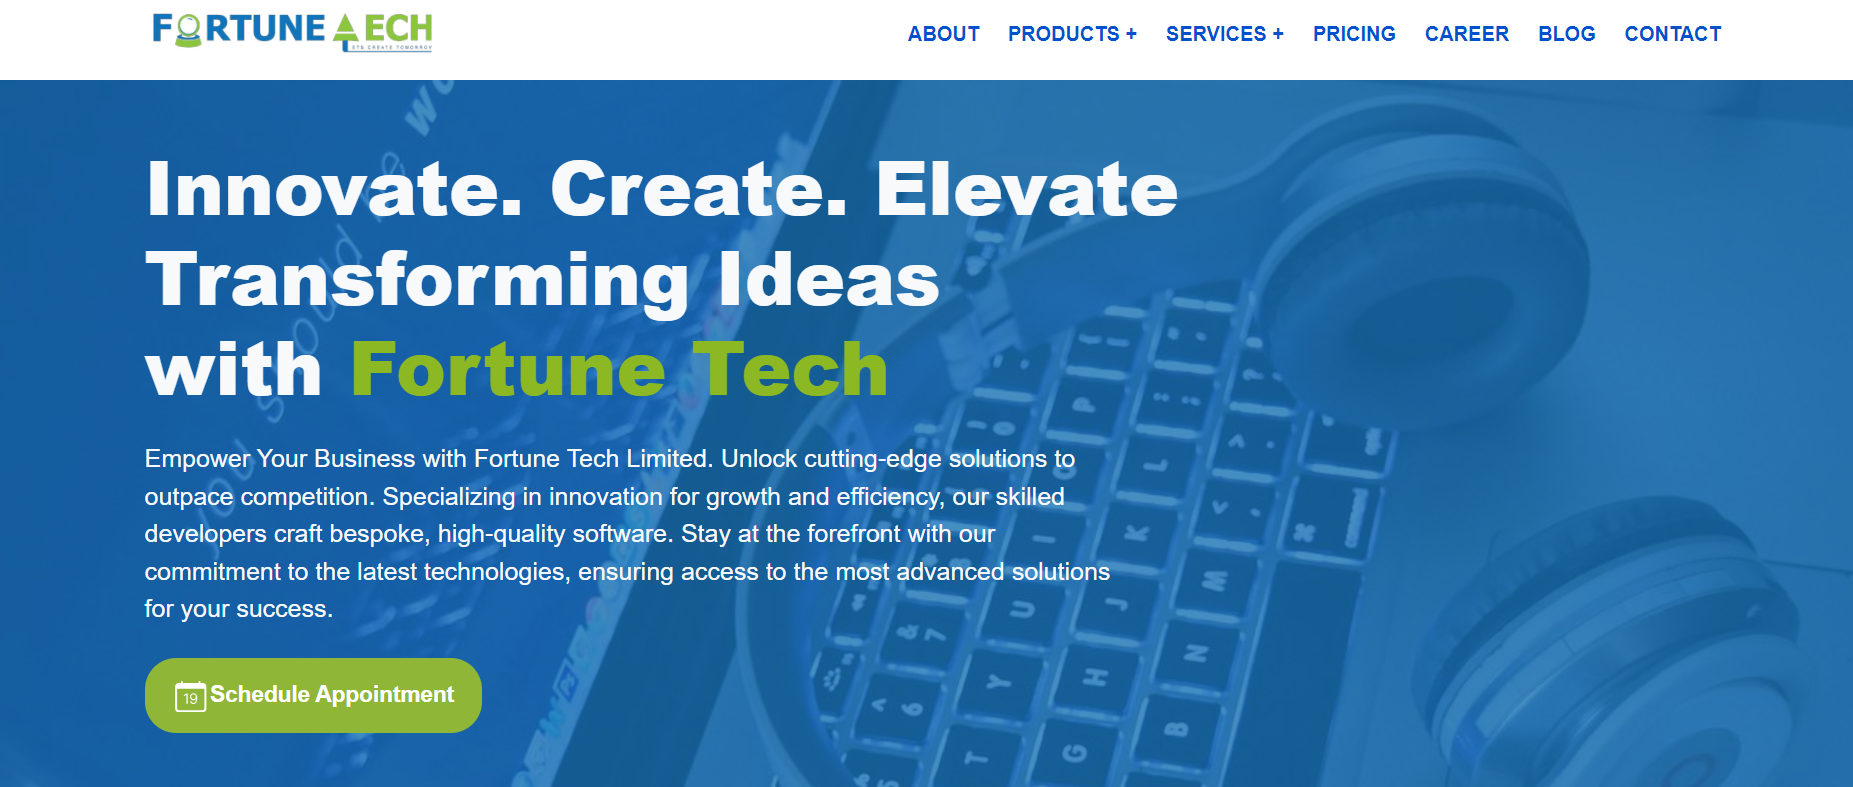 FORTUNE TECH
ABOUT PRODUCTS + SERVICES + PRICING CAREER BLOG CONTACT
Innovate. Create. Elevate
Transforming Ideas
with Fortune Tech
Empower Your Business with Fortune Tech Limited. Unlock cutting-edge solutions to
outpace competition. Specializing in innovation for growth and efficiency, our skilled
developers craft bespoke, high-quality software. Stay at the forefront with our
commitment to the latest technologies, ensuring access to the most advanced solutions
for your success.
19 Schedule Appointment